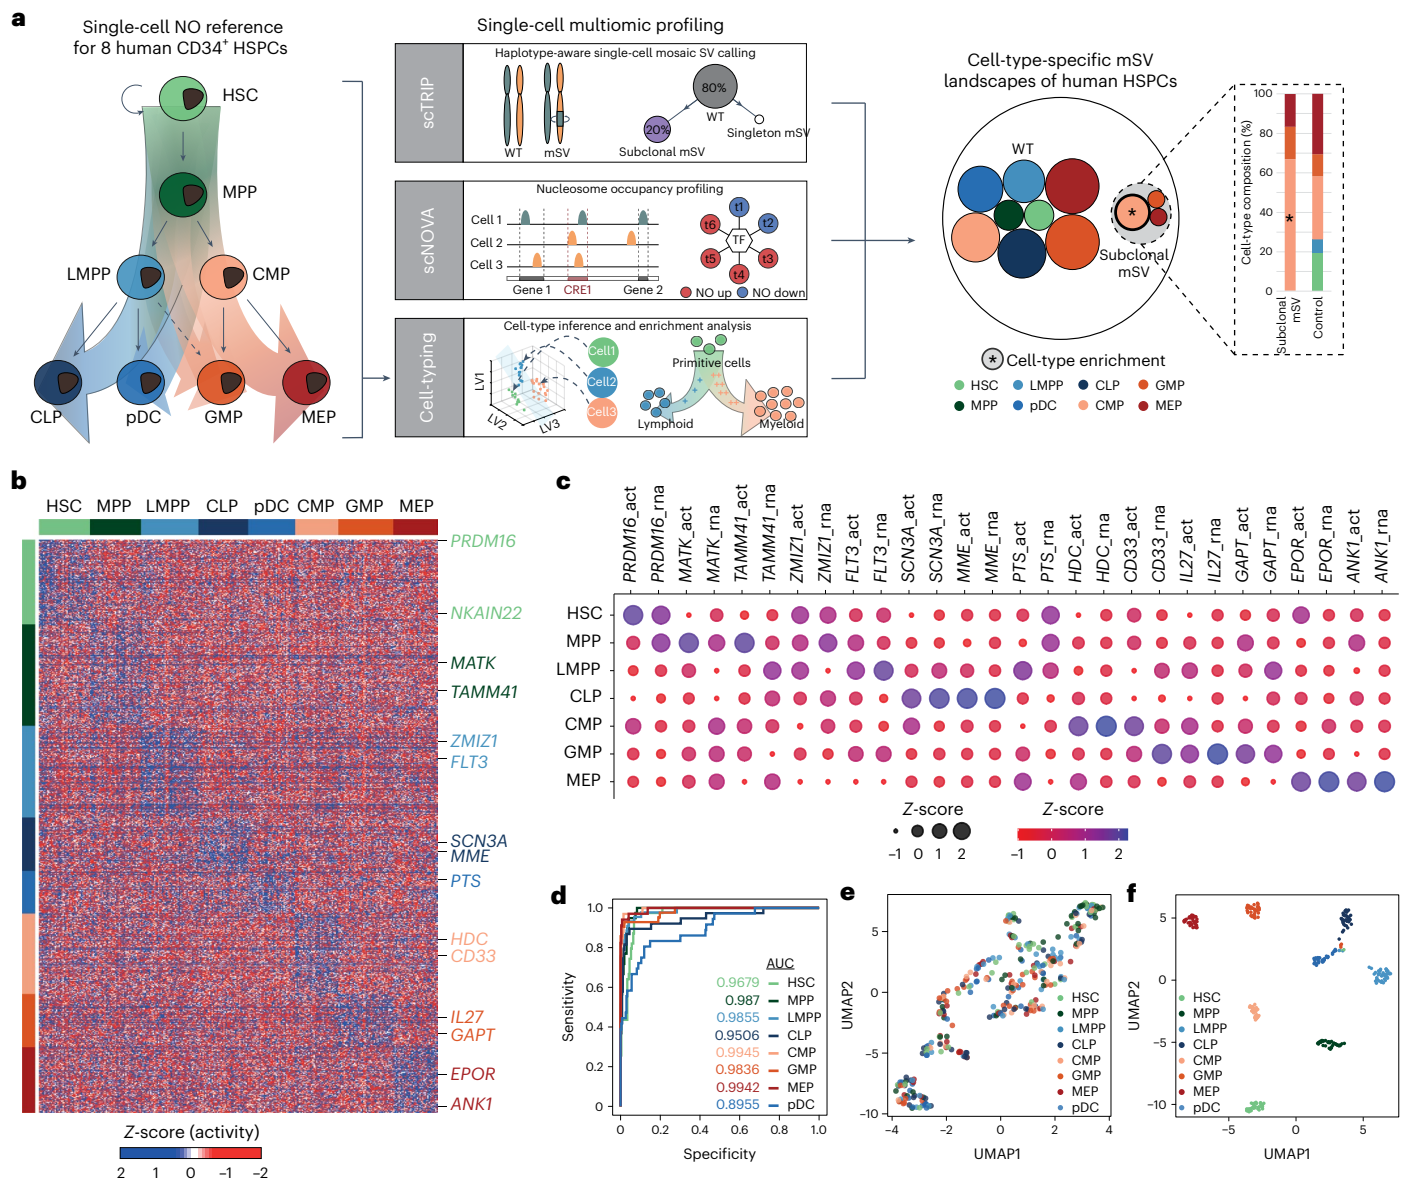 a
Single-cell NO reference
for 8 human CD34+ HSPCs
HSC
MPP
LMPP
CMP
CLP
pDC
GMP
MEP
Single-cell multiomic profiling
scTRIP
Haplotype-aware single-cell mosaic SV calling
WT
mSV
80%
WT
20%
Subclonal mSV
Singleton mSV
scNOVA
Nucleosome occupancy profiling
Cell 1
Cell 2
Cell 3
Gene 1
CRE1
Gene 2
t1
t2
t3
t4
t5
t6
TF
NO up
NO down
Cell-typing
Cell-type inference and enrichment analysis
LV1
LV2
LV3
Cell1
Cell2
Cell3
Primitive cells
Lymphoid
Myeloid
Cell-type-specific mSV
landscapes of human HSPCs
WT
*
Subclonal
mSV
* Cell-type enrichment
HSC
LMPP
CLP
GMP
MPP
pDC
CMP
MEP
Cell-type composition (%)
100
80
60
40
20
0
*
Subclonal
mSV
Control
b
HSC MPP LMPP CLP pDC CMP GMP MEP
PRDM16
NKAIN22
MATK
TAMM41
ZMIZ1
FLT3
SCN3A
MME
PTS
HDC
CD33
IL27
GAPT
EPOR
ANK1
Z-score (activity)
2 1 0 −1 −2
c
PRDM16_act
PRDM16_rna
MATK_act
MATK_rna
TAMM41_act
TAMM41_rna
ZMIZ1_act
ZMIZ1_rna
FLT3_act
FLT3_rna
SCN3A_act
SCN3A_rna
MME_act
MME_rna
PTS_act
PTS_rna
HDC_act
HDC_rna
CD33_act
CD33_rna
IL27_act
IL27_rna
GAPT_act
GAPT_rna
EPOR_act
EPOR_rna
ANK1_act
ANK1_rna
HSC
MPP
LMPP
CLP
CMP
GMP
MEP
Z-score
−1 0 1 2
Z-score
−1 0 1 2
d
Sensitivity
1.0
0.8
0.6
0.4
0.2
0
AUC
0.9679 HSC
0.987 MPP
0.9855 LMPP
0.9506 CLP
0.9945 CMP
0.9836 GMP
0.9942 MEP
0.8955 pDC
0 0.2 0.4 0.6 0.8 1.0
Specificity
e
UMAP2
5
0
−5
−10
HSC
MPP
LMPP
CLP
CMP
GMP
MEP
pDC
−4 −2 0 2 4
UMAP1
f
UMAP2
5
0
−5
−10
HSC
MPP
LMPP
CLP
CMP
GMP
MEP
pDC
−5 0 5
UMAP1